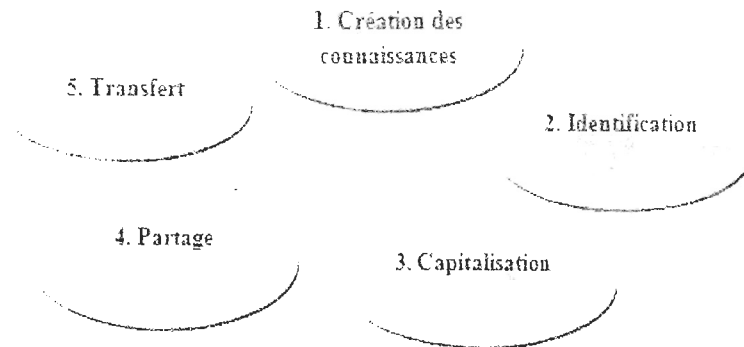 1. Création des
connaissances
2. Identification
3. Capitalisation
4. Partage
5. Transfert